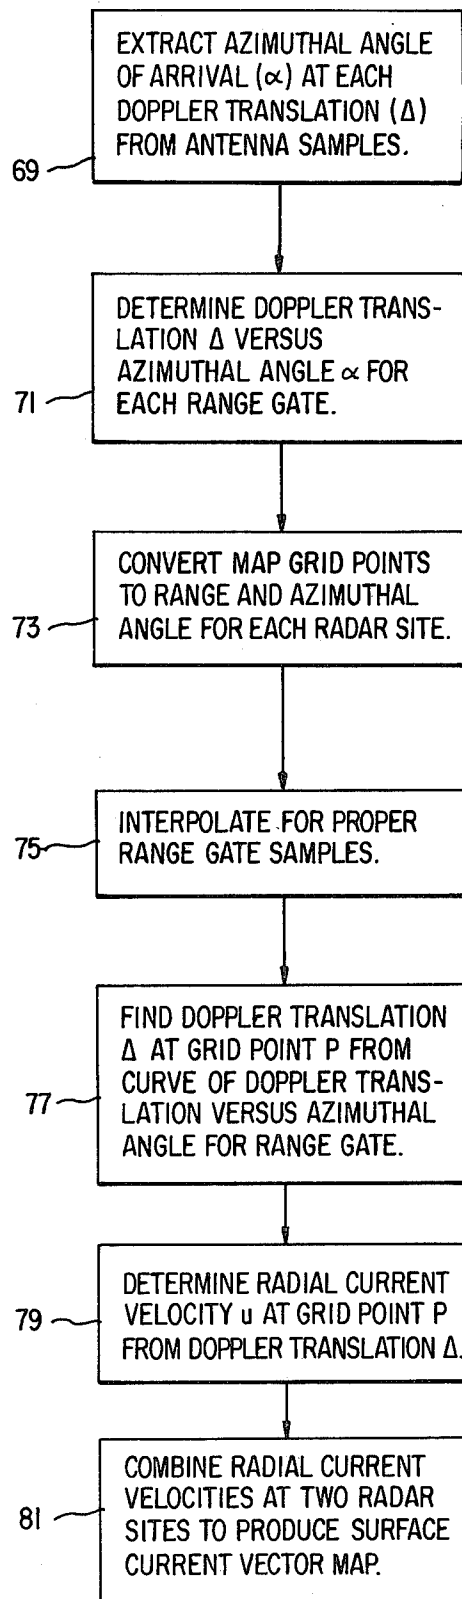 EXTRACT AZIMUTHAL ANGLE
OF ARRIVAL (∝) AT EACH
DOPPLER TRANSLATION (Δ)
FROM ANTENNA SAMPLES.
69
DETERMINE DOPPLER TRANS-
LATION Δ VERSUS
AZIMUTHAL ANGLE ∝ FOR
EACH RANGE GATE.
71
CONVERT MAP GRID POINTS
TO RANGE AND AZIMUTHAL
ANGLE FOR EACH RADAR SITE.
73
INTERPOLATE FOR PROPER
RANGE GATE SAMPLES.
75
FIND DOPPLER TRANSLATION
Δ AT GRID POINT P FROM
CURVE OF DOPPLER TRANS-
LATION VERSUS AZIMUTHAL
ANGLE FOR RANGE GATE.
77
DETERMINE RADIAL CURRENT
VELOCITY u AT GRID POINT P
FROM DOPPLER TRANSLATION Δ.
79
COMBINE RADIAL CURRENT
VELOCITIES AT TWO RADAR
SITES TO PRODUCE SURFACE
CURRENT VECTOR MAP.
81